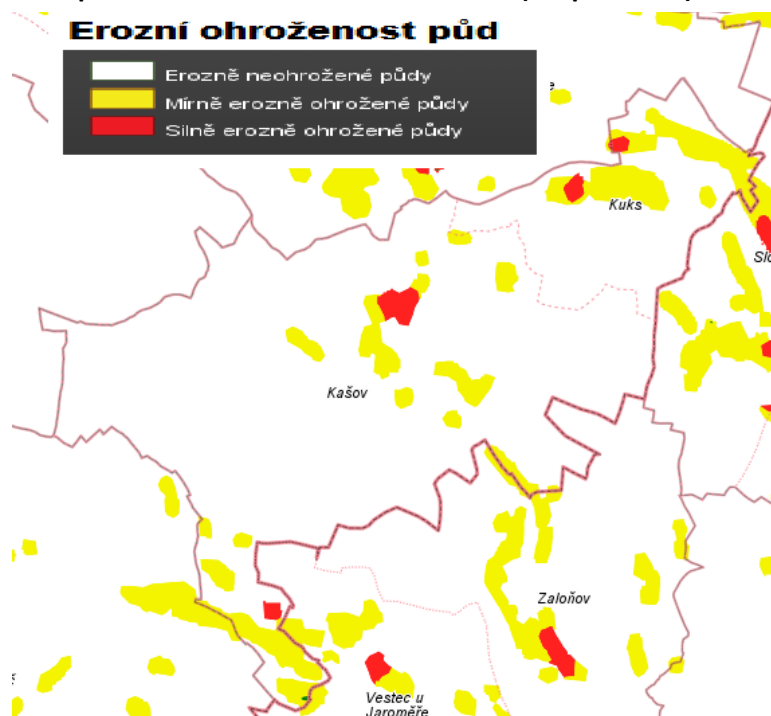 Erozní ohroženost půd
Erozně neohrožené půdy
Mírně erozně ohrožené půdy
Silně erozně ohrožené půdy
Kuks
Kašov
Zaloňov
Vestec u
Jaroměře